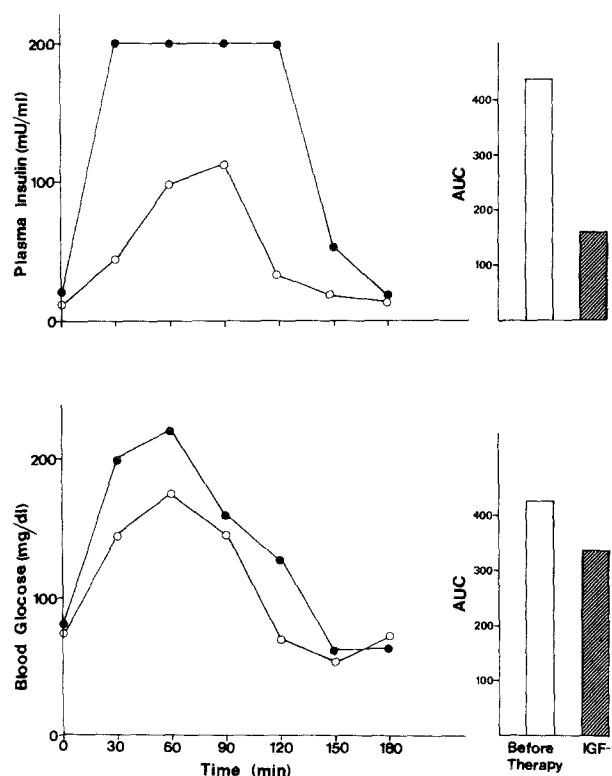 Plasma Insulin (mU/ml)
200
100
0
AUC
400
300
200
100
Blood Glocose (mg/dl)
200
100
0
0 30 60 90 120 150 180
Time (min)
AUC
400
300
200
100
Before IGF-
Therapy